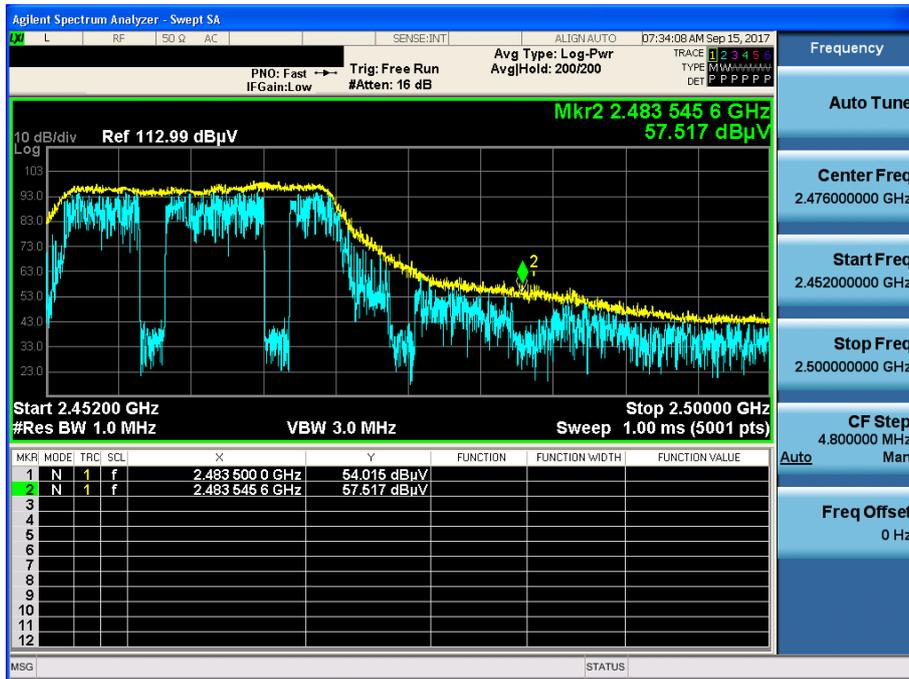 Agilent Spectrum Analyzer - Swept SA
LXI L RF 50 Ω AC SENSE:INT ALIGN AUTO 07:34:08 AM Sep 15, 2017
PNO: Fast Trig: Free Run Avg Type: Log-Pwr TRACE 1 2 3 4 5 6
IFGain:Low #Atten: 16 dB Avg|Hold: 200/200 TYPE M
DET P P P P P P
Mkr2 2.483 545 6 GHz
57.517 dBµV
10 dB/div Ref 112.99 dBµV
Log
103
93.0
83.0
73.0
63.0
53.0
43.0
33.0
23.0
2
Start 2.45200 GHz Stop 2.50000 GHz
#Res BW 1.0 MHz VBW 3.0 MHz Sweep 1.00 ms (5001 pts)
MKR MODE TRC SCL X Y FUNCTION FUNCTION WIDTH FUNCTION VALUE
1 N 1 f 2.483 500 0 GHz 54.015 dBµV
2 N 1 f 2.483 545 6 GHz 57.517 dBµV
3
4
5
6
7
8
9
10
11
12
MSG STATUS
Frequency
Auto Tune
Center Freq
2.476000000 GHz
Start Freq
2.452000000 GHz
Stop Freq
2.500000000 GHz
CF Step
4.800000 MHz
Auto Man
Freq Offset
0 Hz